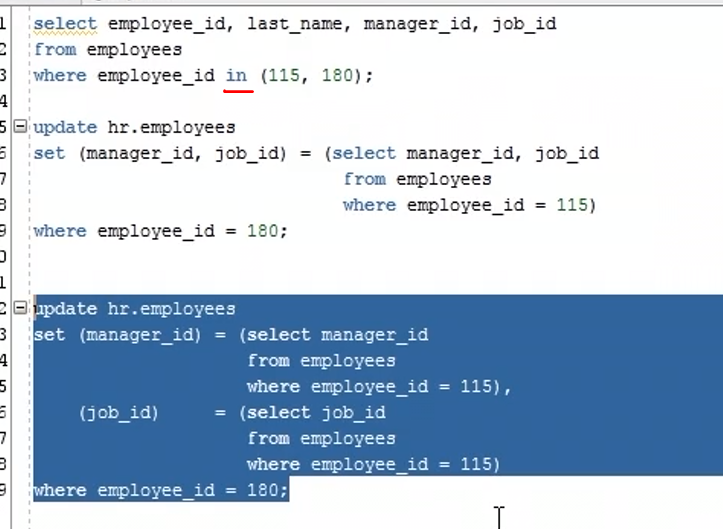 1 select employee_id, last_name, manager_id, job_id
2 from employees
3 where employee_id in (115, 180);
4
5 update hr.employees
6 set (manager_id, job_id) = (select manager_id, job_id
7 from employees
8 where employee_id = 115)
9 where employee_id = 180;
0
1
2 update hr.employees
3 set (manager_id) = (select manager_id
4 from employees
5 where employee_id = 115),
6 (job_id) = (select job_id
7 from employees
8 where employee_id = 115)
9 where employee_id = 180;